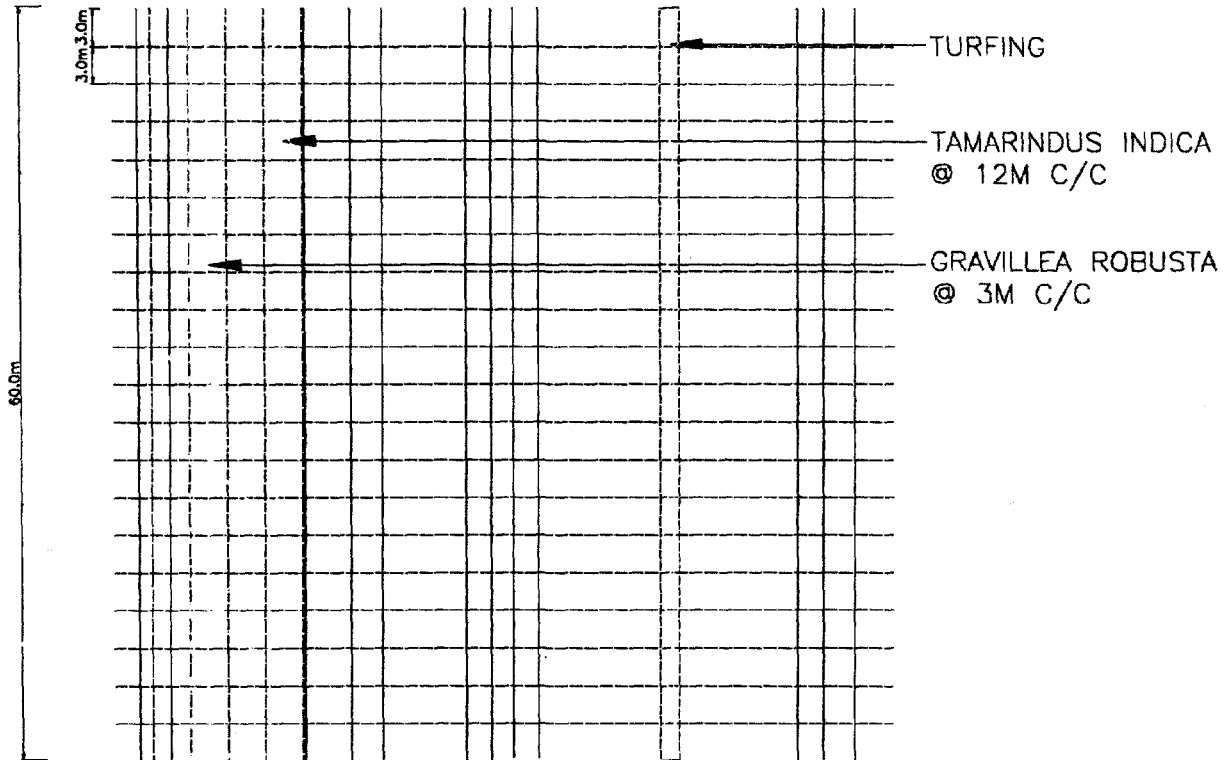 3.0m
3.0m
60.0m
TURFING
TAMARINDUS INDICA
@ 12M C/C
GRAVILLEA ROBUSTA
@ 3M C/C